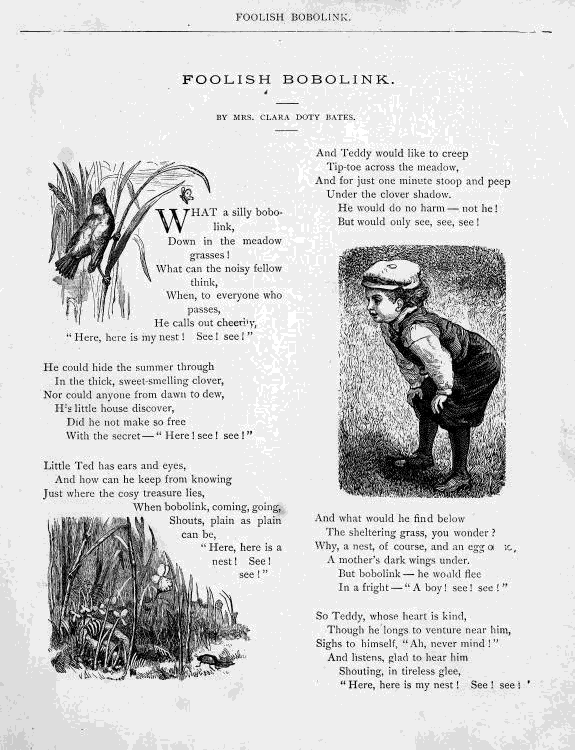 FOOLISH BOBOLINK.
FOOLISH BOBOLINK.
BY MRS. CLARA DOTY BATES.
WHAT a silly bobo-
link,
Down in the meadow
grasses!
What can the noisy fellow
think,
When, to everyone who
passes,
He calls out cheerily,
"Here, here is my nest! See! see!"
He could hide the summer through
In the thick, sweet-smelling clover,
Nor could anyone from dawn to dew,
His little house discover,
Did he not make so free
With the secret—"Here! see! see!"
Little Ted has ears and eyes,
And how can he keep from knowing
Just where the cosy treasure lies,
When bobolink, coming, going,
Shouts, plain as plain
can be,
"Here, here is a
nest! See!
see!"
And Teddy would like to creep
Tip-toe across the meadow,
And for just one minute stoop and peep
Under the clover shadow.
He would do no harm—not he!
But would only see, see, see!
And what would he find below
The sheltering grass, you wonder?
Why, a nest, of course, and an egg
A mother's dark wings under.
But bobolink—he would flee
In a fright—"A boy! see! see!"
So Teddy, whose heart is kind,
Though he longs to venture near him,
Sighs to himself, "Ah, never mind!"
And listens, glad to hear him
Shouting, in tireless glee,
"Here, here is my nest! See! see!"